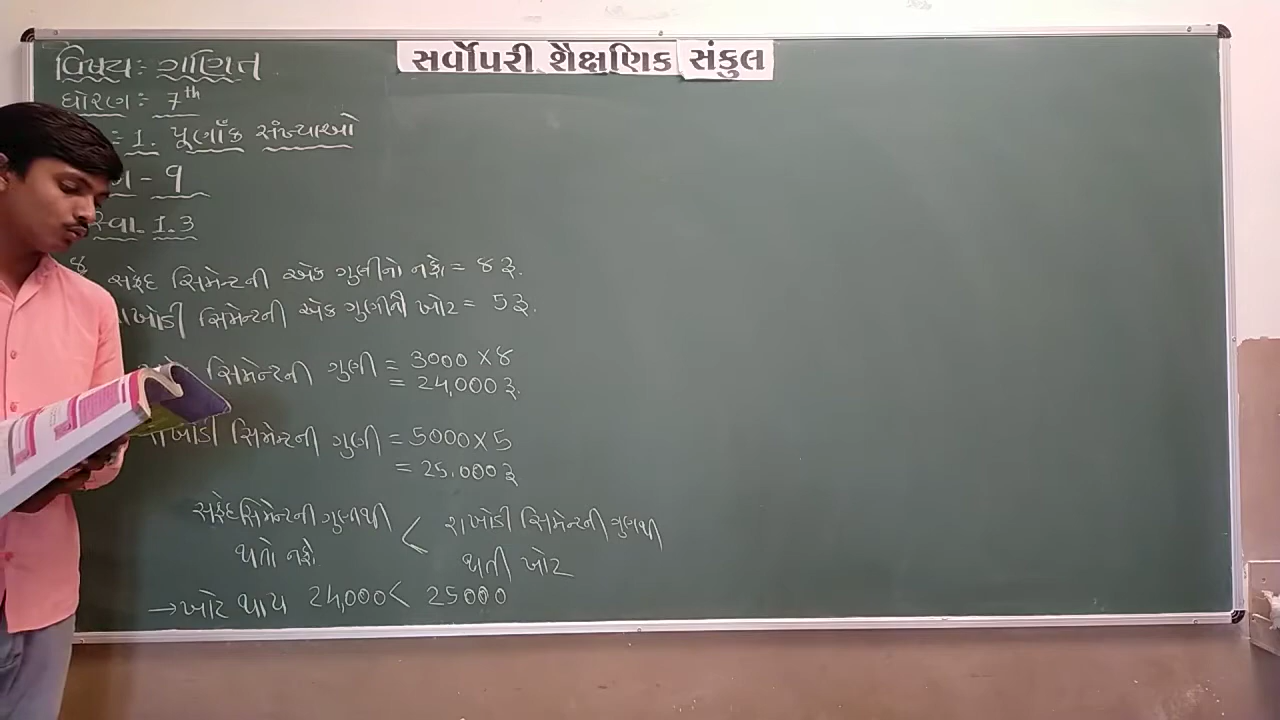 સર્વોપરી શૈક્ષણિક સંકુલ
વિષય: ગણિત
ધોરણ : 7th
: 1. પૂર્ણાંક સંખ્યાઓ
- ૧
સ્વા. 1.3
૪
સફેદ સિમેન્ટની એક ગુણીનો નફો = 8 રૂ.
સિમેન્ટની એક ગુણીની ખોટ = 5 રૂ.
સિમેન્ટની ગુણી = 3000 × 8
= 24,000 રૂ.
સિમેન્ટની ગુણી = 5000 × 5
= 25.000 રૂ
સફેદ સિમેન્ટની ગુણીથી < રાખોડી સિમેન્ટની ગુણથી
થતો નફો થતી ખોટ
→ ખોટ થાય 24,000 < 25000